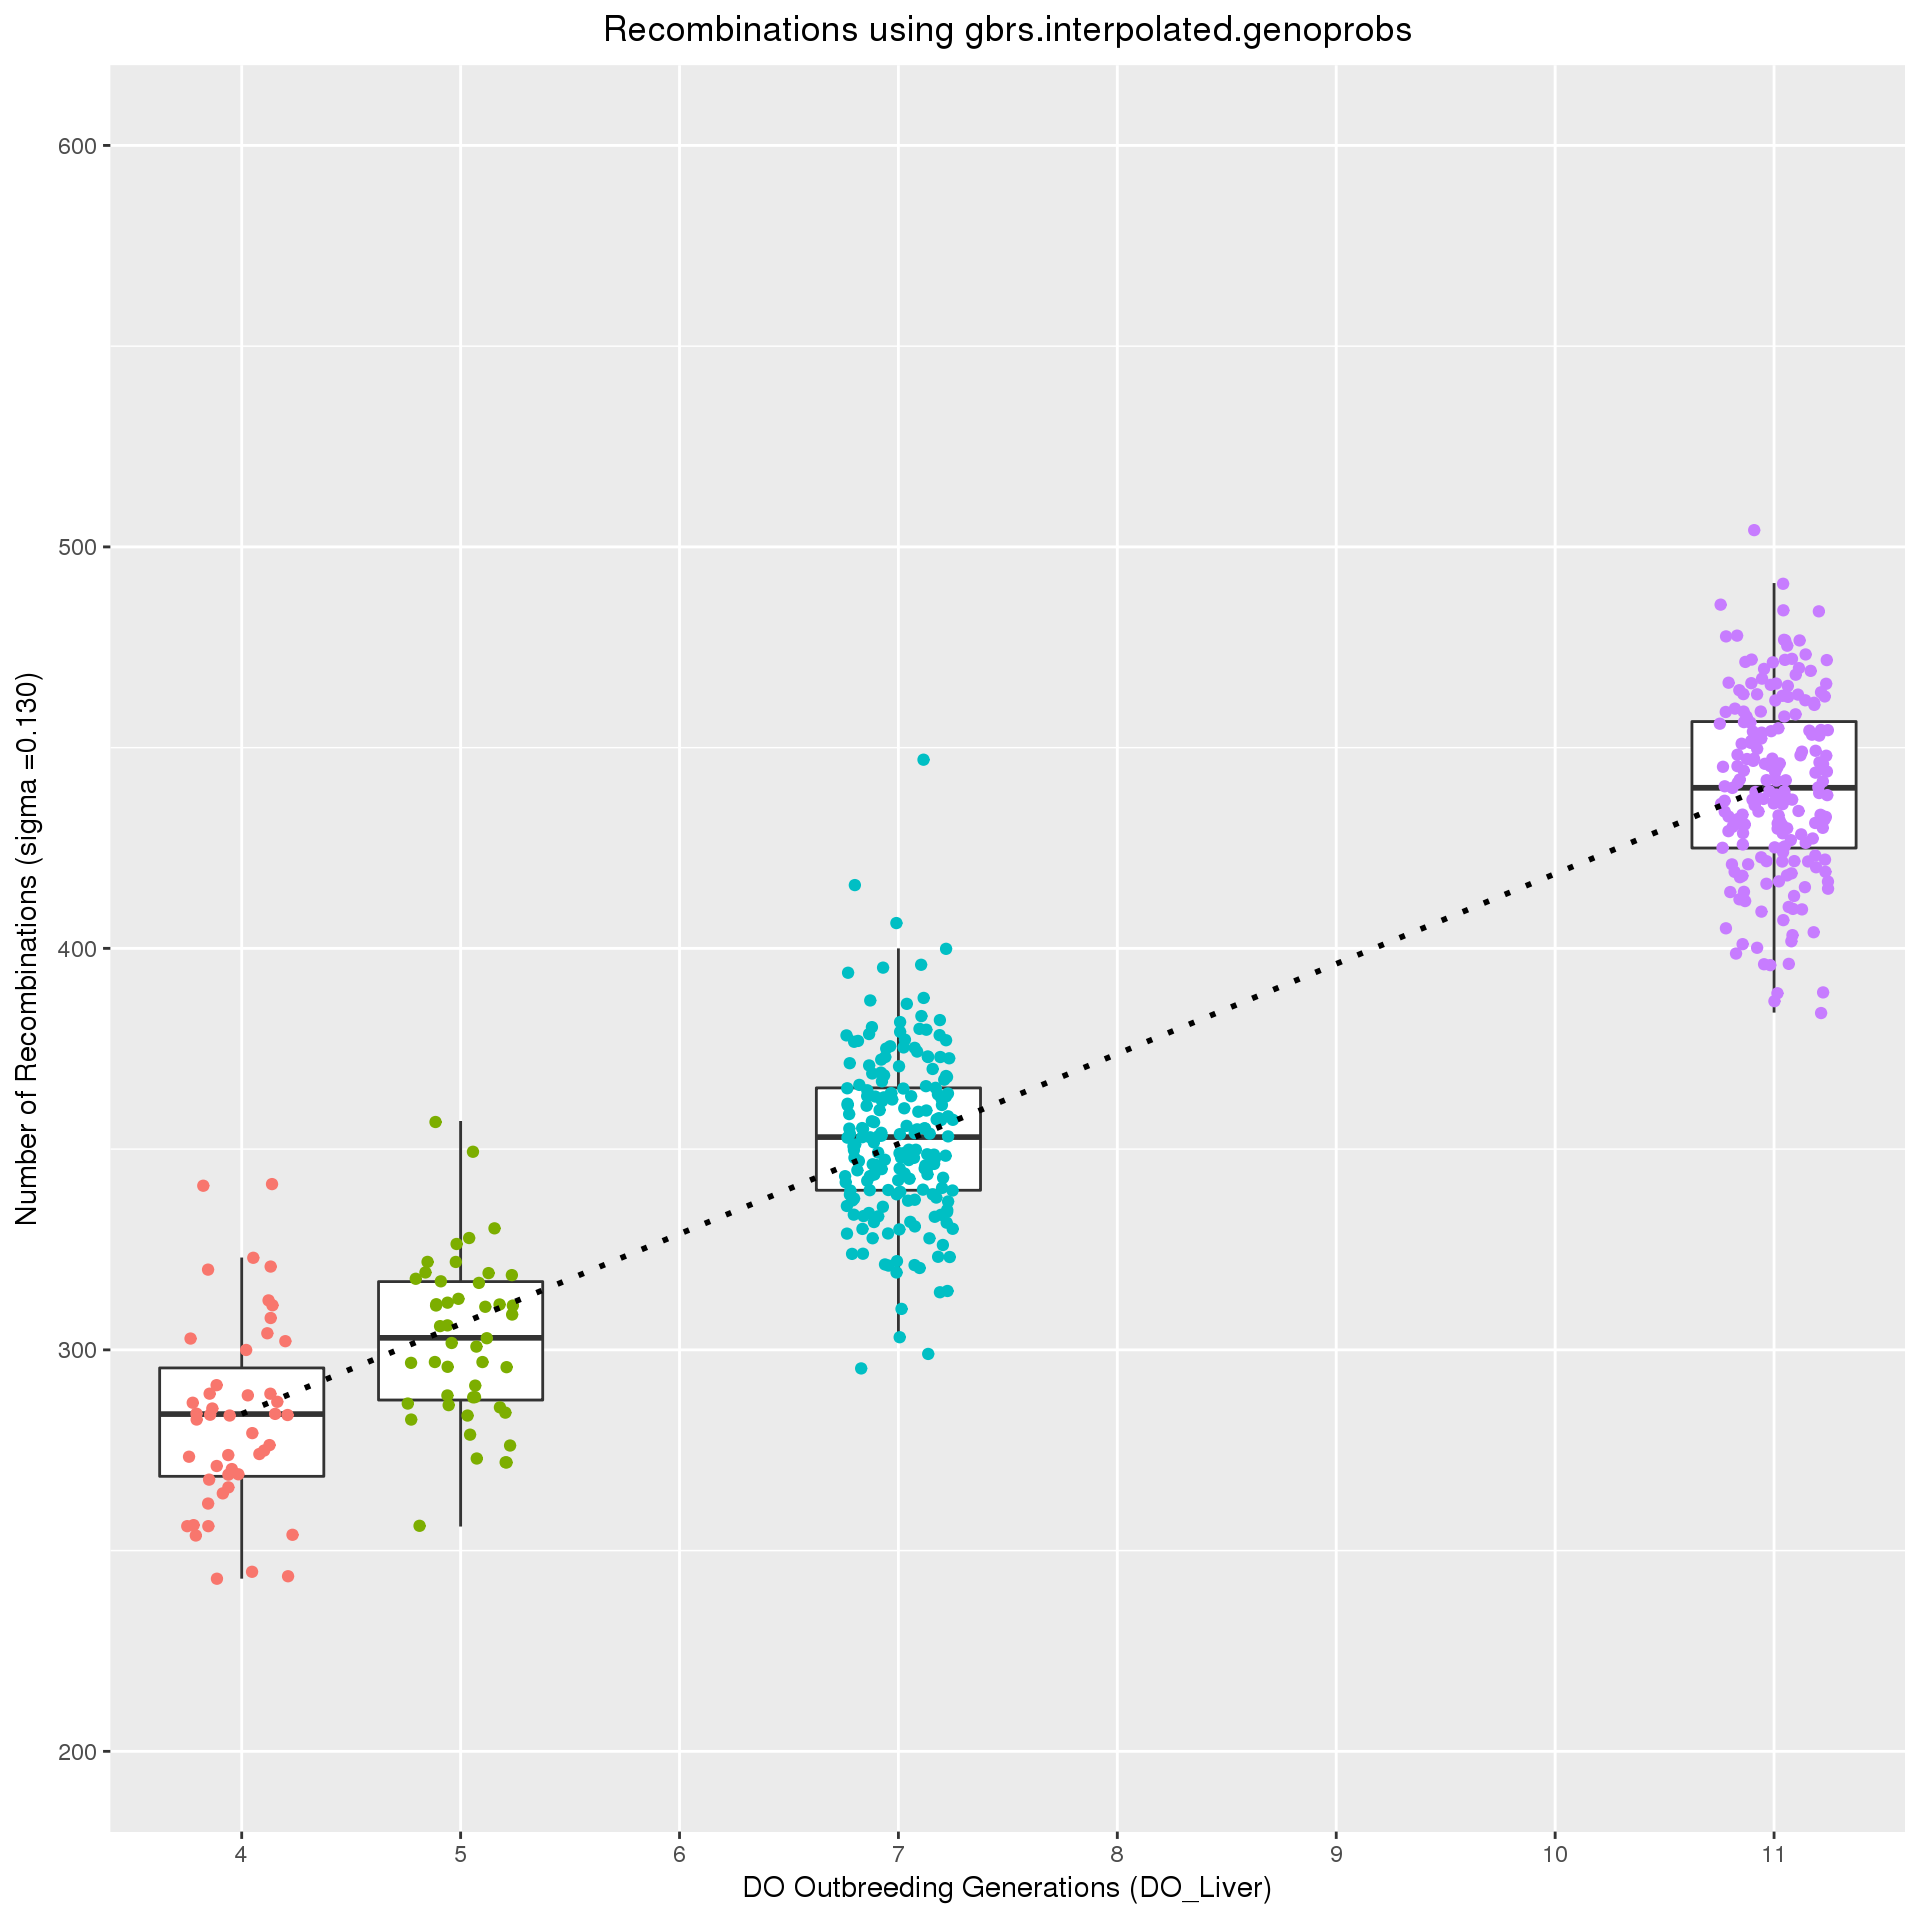 Recombinations using gbrs.interpolated.genoprobs
600
500
400
300
200
Number of Recombinations (sigma =0.130)
4 5 6 7 8 9 10 11
DO Outbreeding Generations (DO_Liver)